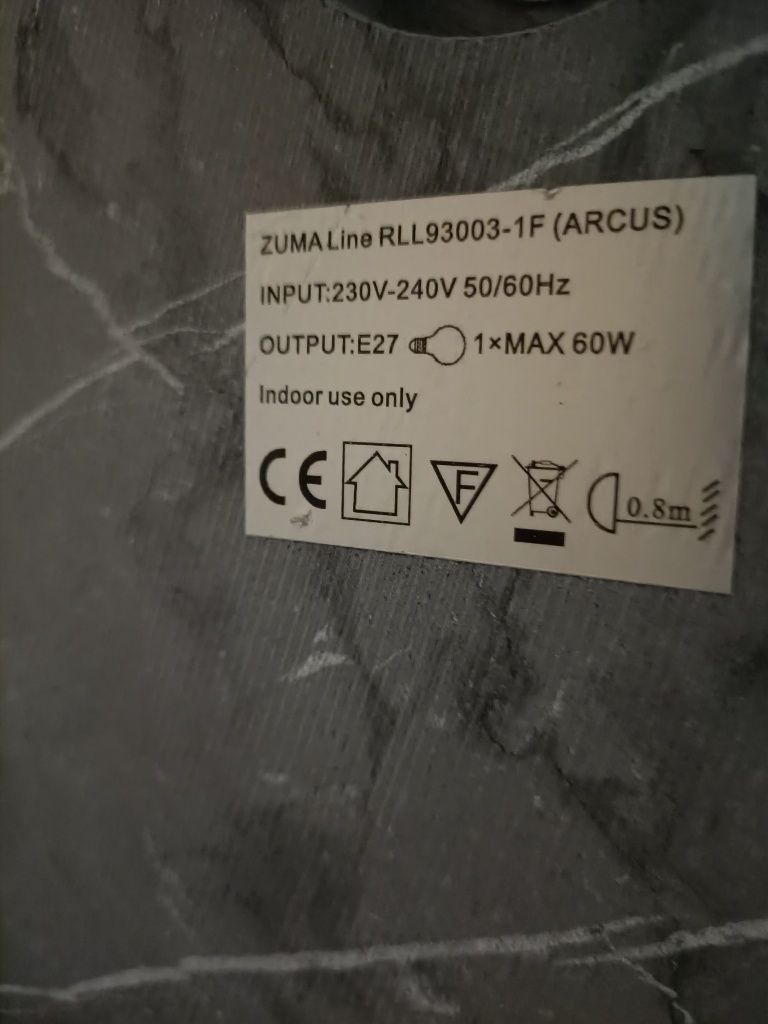 ZUMA Line RLL93003-1F (ARCUS)
INPUT:230V-240V 50/60Hz
OUTPUT:E27 1×MAX 60W
Indoor use only
CE F 0.8m